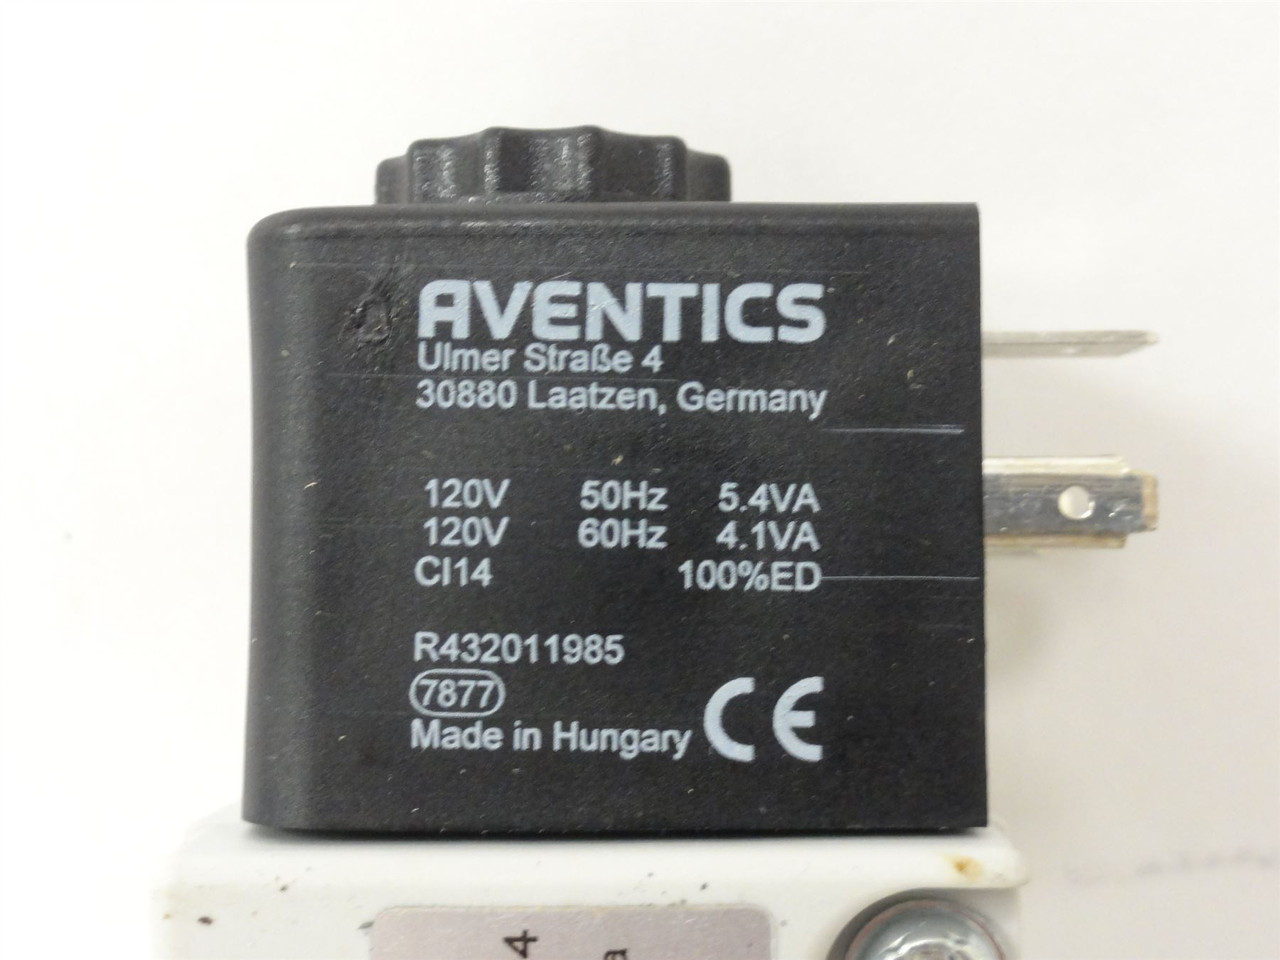 AVENTICS
Ulmer Straße 4
30880 Laatzen, Germany
120V 50Hz 5.4VA
120V 60Hz 4.1VA
CI14 100%ED
R432011985
7877
Made in Hungary CE
4
a